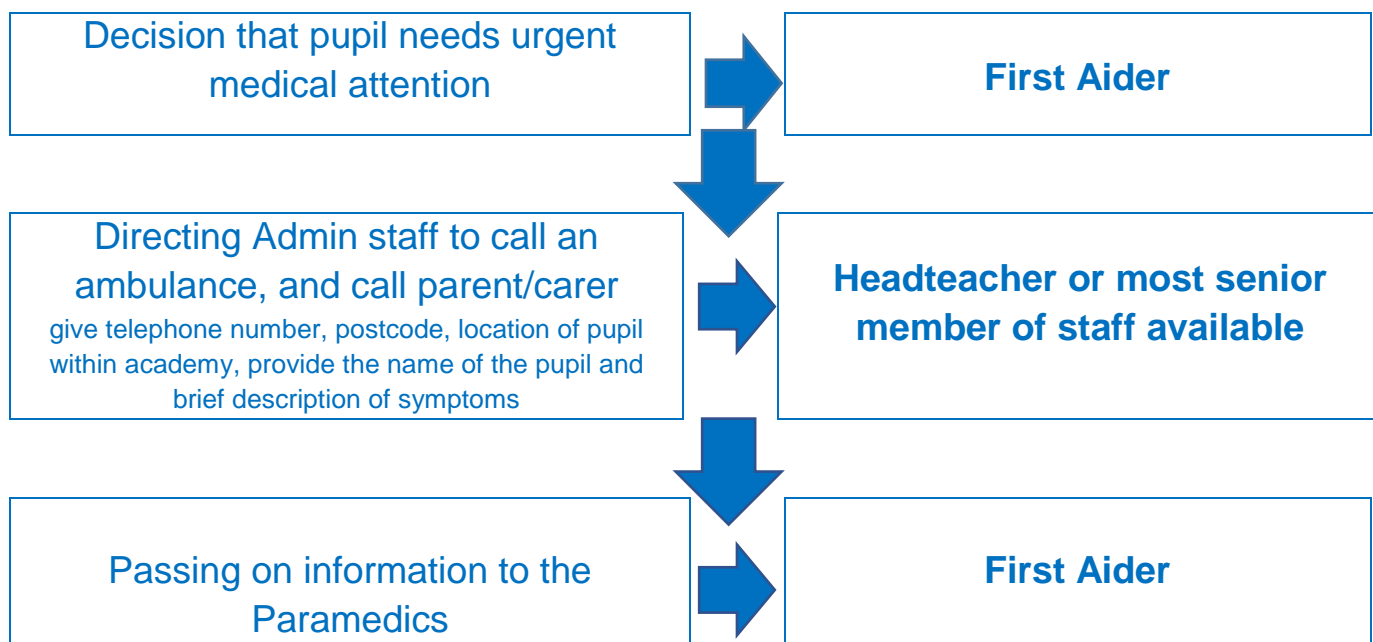 Decision that pupil needs urgent
medical attention
First Aider
Directing Admin staff to call an
ambulance, and call parent/carer
give telephone number, postcode, location of pupil
within academy, provide the name of the pupil and
brief description of symptoms
Headteacher or most senior
member of staff available
Passing on information to the
Paramedics
First Aider